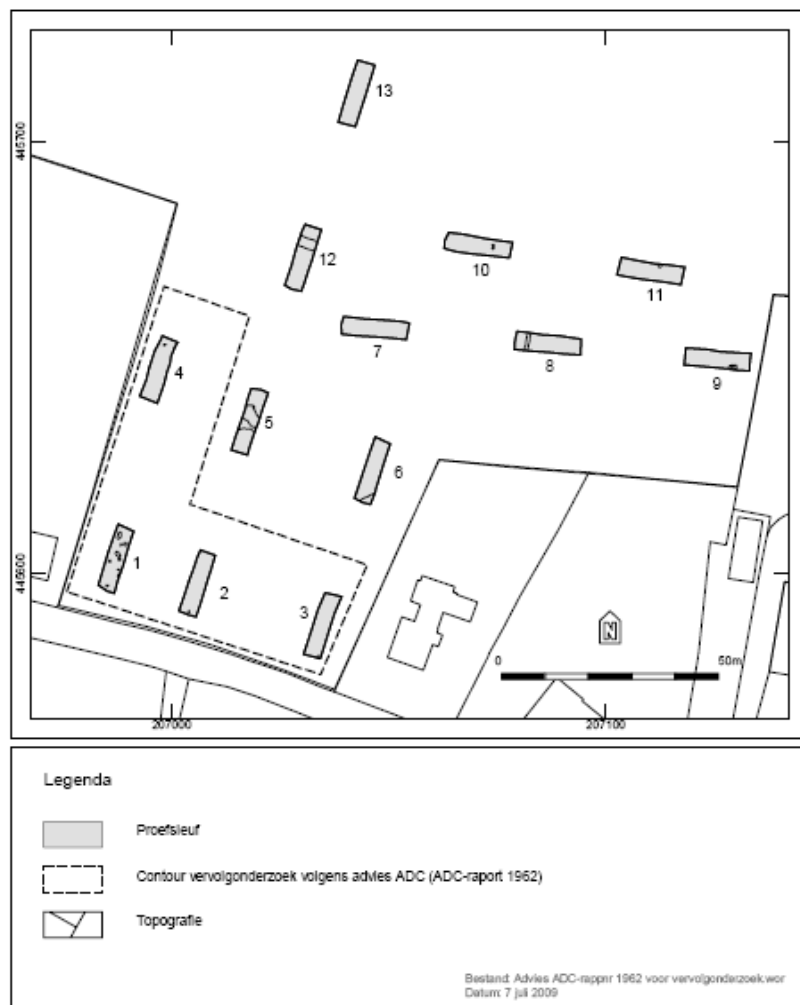 13
445700
12
10
11
7
8
9
4
5
6
1
2
3
445600
N
0
50m
207000
207100
Legenda
Proefsleuf
Contour vervolgonderzoek volgens advies ADC (ADC-raport 1962)
Topografie
Bestand: Advies ADC-rappnr 1962 voor vervolgonderzoek.wor
Datum: 7 juli 2009